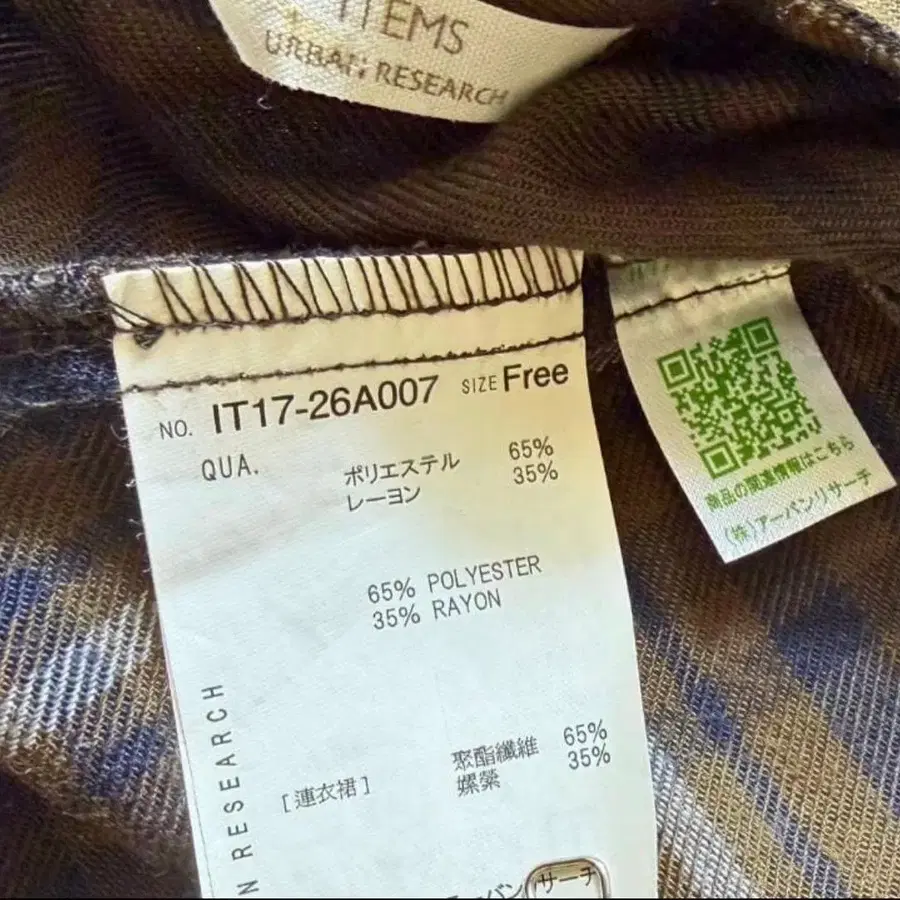 ITEMS
URBAN RESEARCH
NO. IT17-26A007 SIZE Free
QUA.
ポリエステル 65%
レーヨン 35%
65% POLYESTER
35% RAYON
[連衣裙]
聚酯纖維 65%
嫘縈 35%
N RESEARCH
ーバン サーチ
商品の関連情報はこちら
(株)アーバンリサーチ